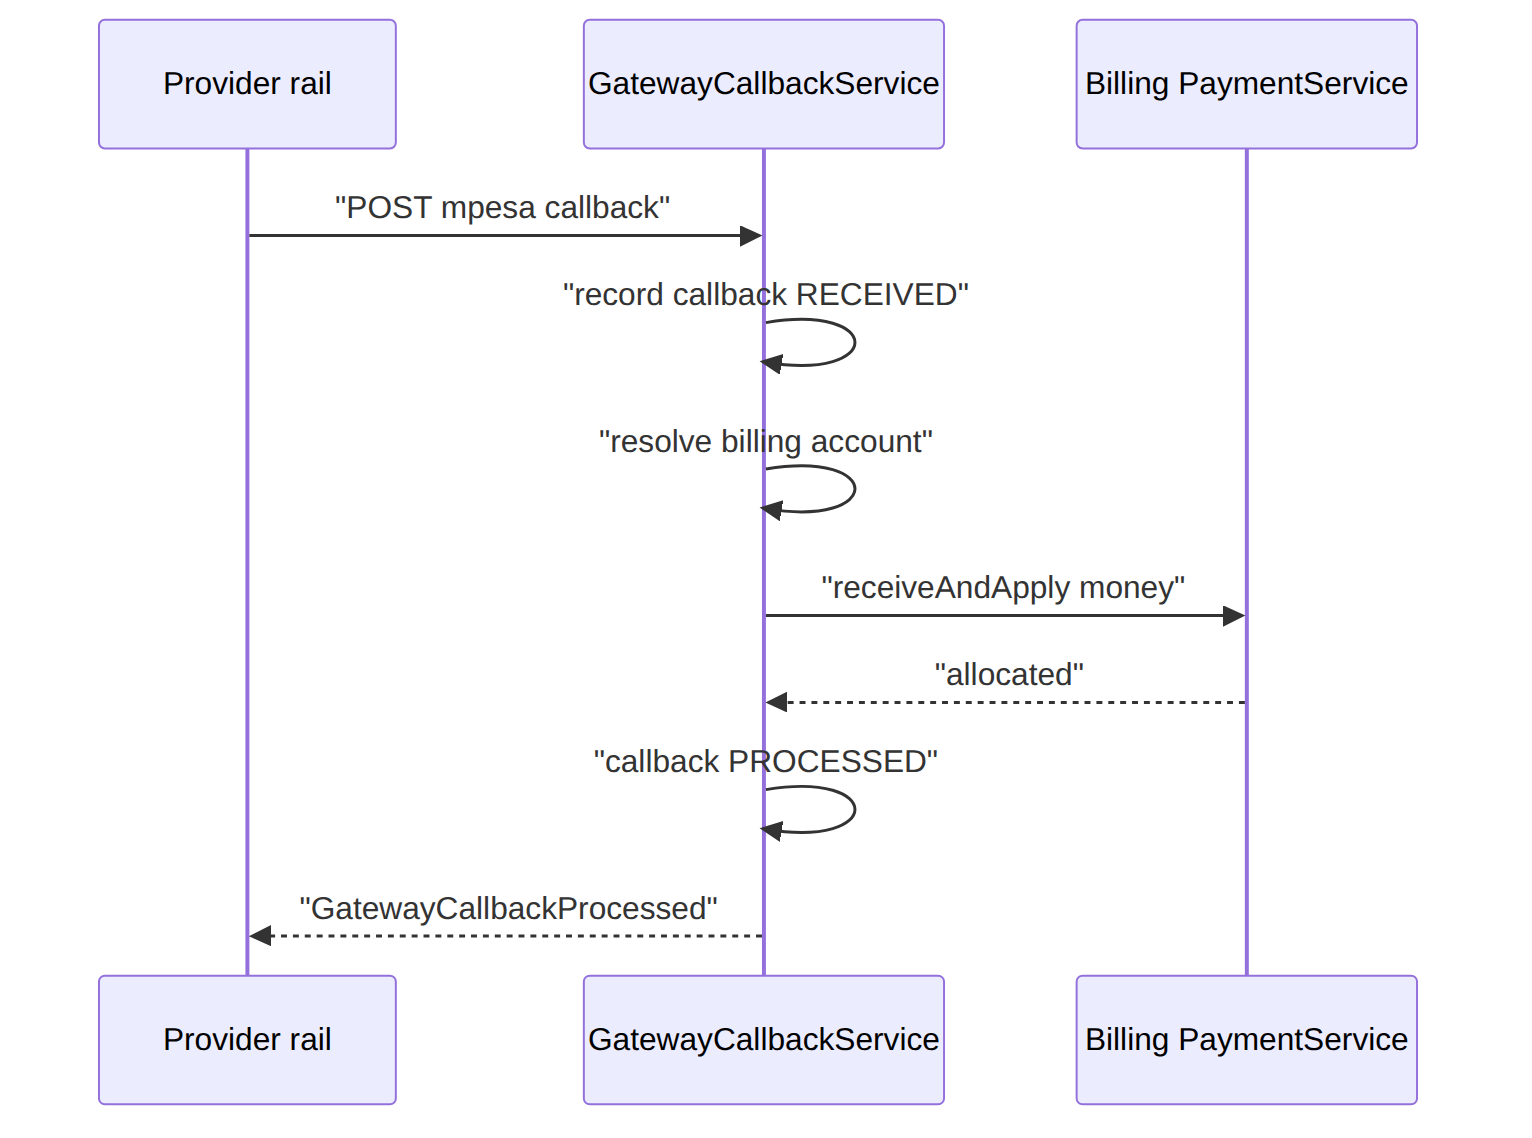 Provider rail
GatewayCallbackService
Billing PaymentService
"POST mpesa callback"
"record callback RECEIVED"
"resolve billing account"
"receiveAndApply money"
"allocated"
"callback PROCESSED"
"GatewayCallbackProcessed"
Provider rail
GatewayCallbackService
Billing PaymentService